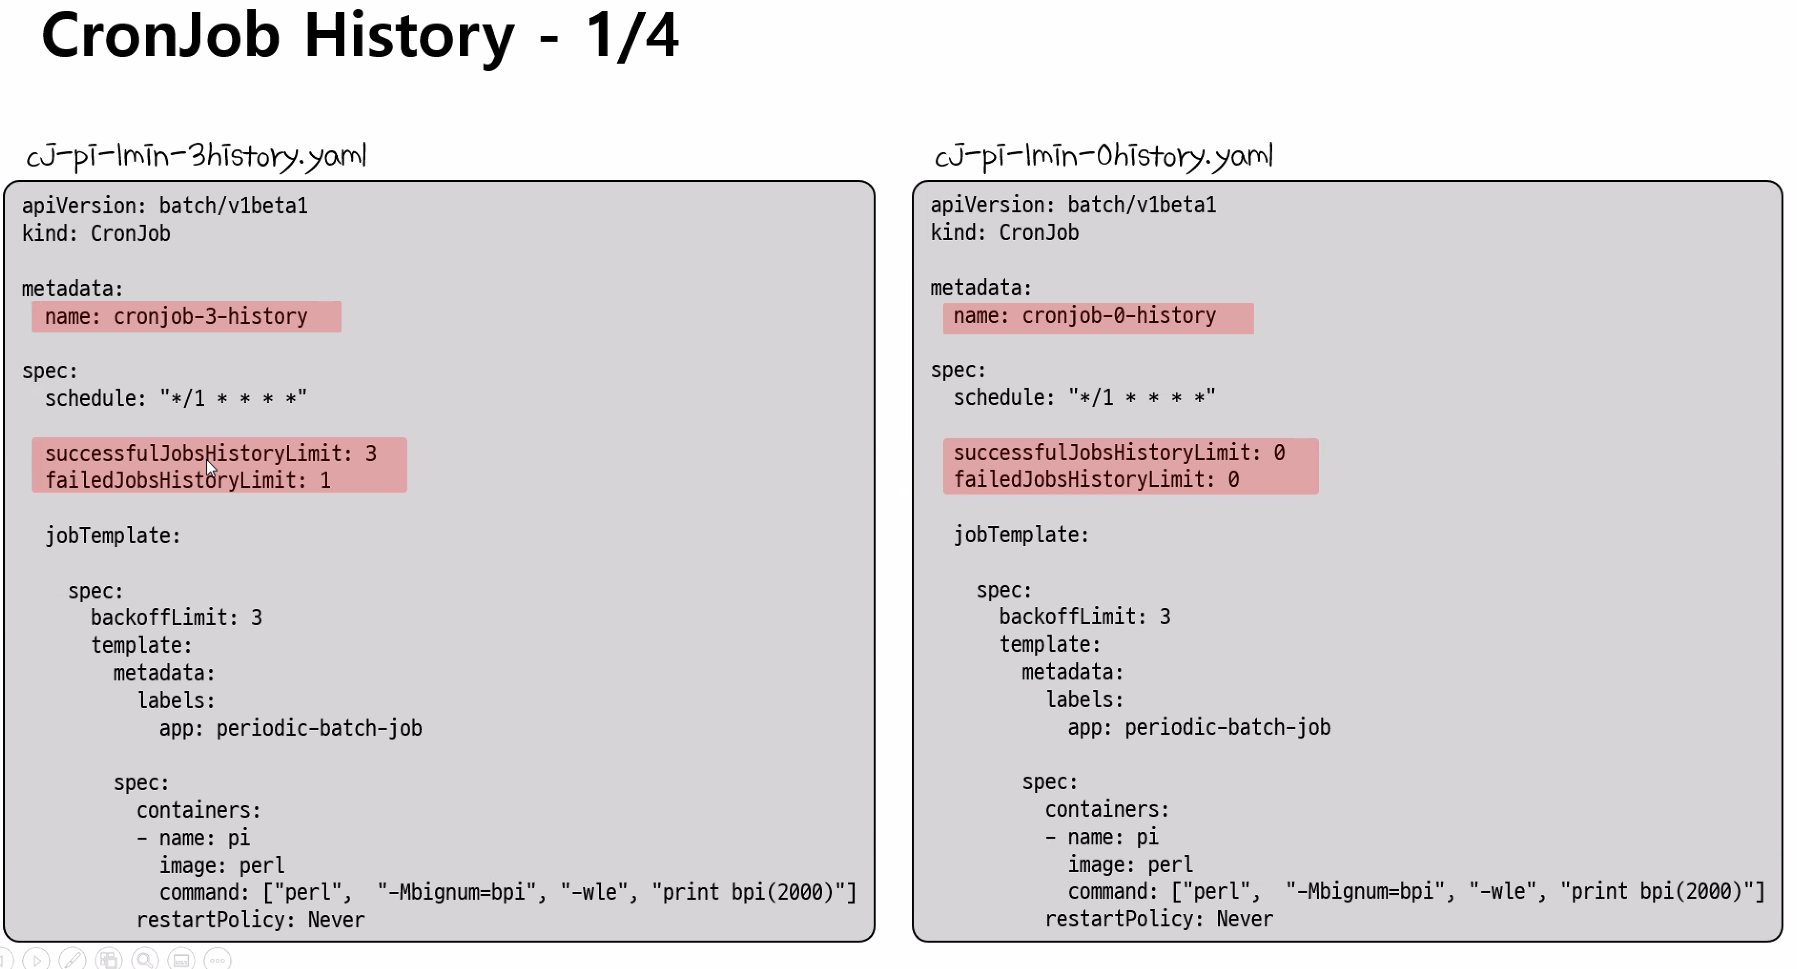 CronJob History - 1/4
cj-pi-1min-3history.yaml
apiVersion: batch/v1beta1
kind: CronJob
metadata:
name: cronjob-3-history
spec:
schedule: "*/1 * * * *"
successfulJobsHistoryLimit: 3
failedJobsHistoryLimit: 1
jobTemplate:
spec:
backoffLimit: 3
template:
metadata:
labels:
app: periodic-batch-job
spec:
containers:
- name: pi
image: perl
command: ["perl",  "-Mbignum=bpi", "-wle", "print bpi(2000)"]
restartPolicy: Never
cj-pi-1min-0history.yaml
apiVersion: batch/v1beta1
kind: CronJob
metadata:
name: cronjob-0-history
spec:
schedule: "*/1 * * * *"
successfulJobsHistoryLimit: 0
failedJobsHistoryLimit: 0
jobTemplate:
spec:
backoffLimit: 3
template:
metadata:
labels:
app: periodic-batch-job
spec:
containers:
- name: pi
image: perl
command: ["perl",  "-Mbignum=bpi", "-wle", "print bpi(2000)"]
restartPolicy: Never